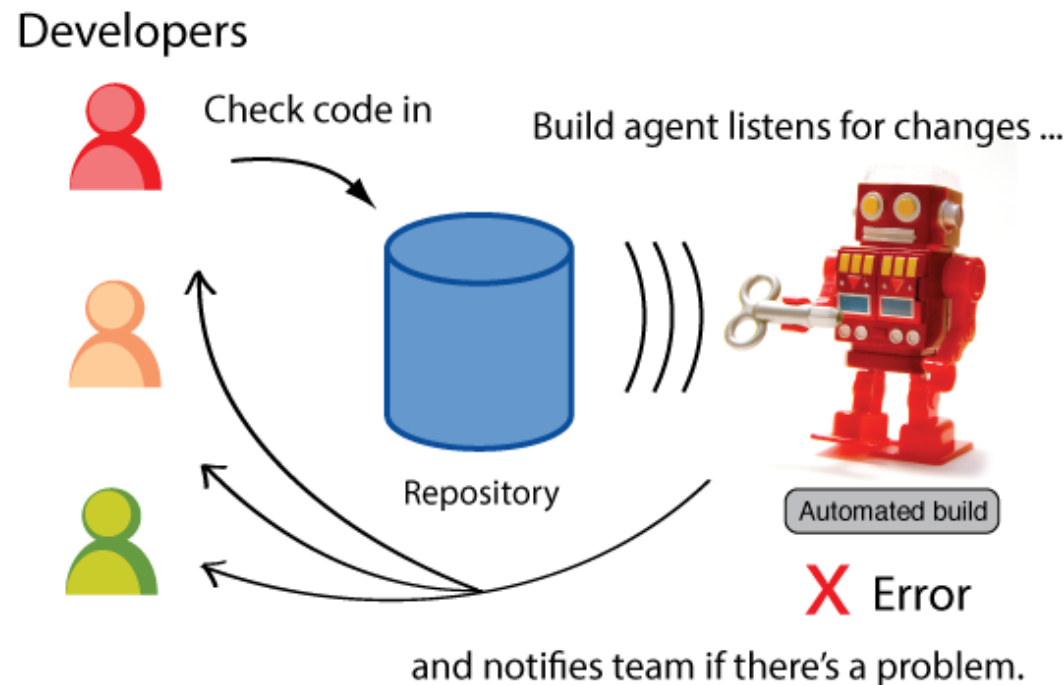 Developers
Check code in
Build agent listens for changes ...
Repository
Automated build
X Error
and notifies team if there's a problem.